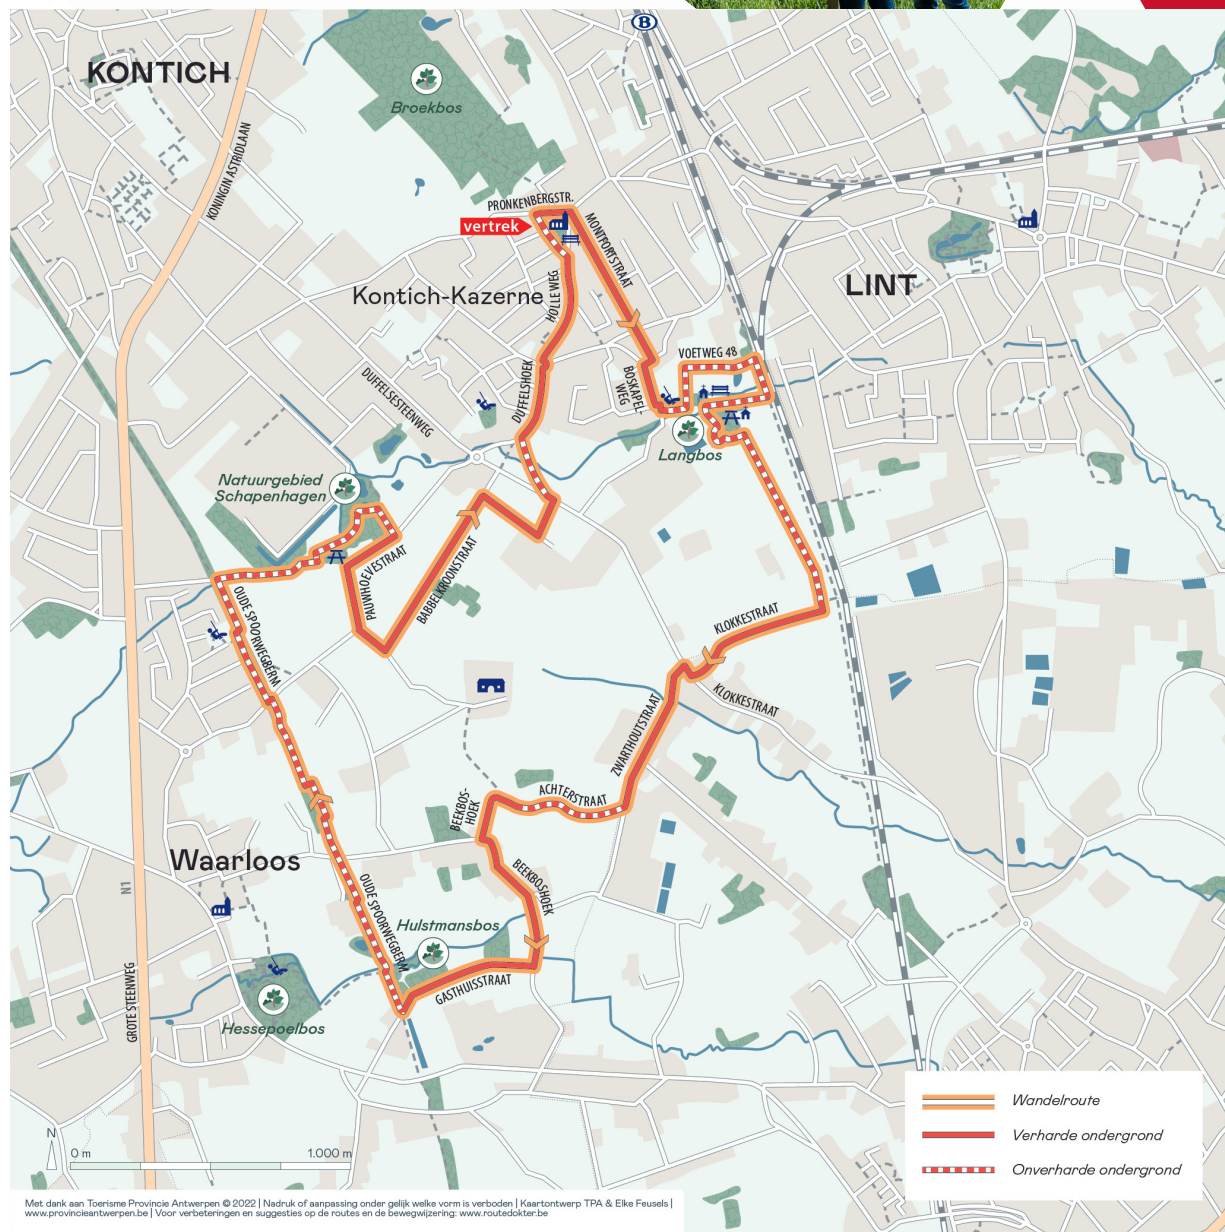 B
KONTICH
Broekbos
KONINGIN ASTRIDLAAN
PRONKENBERGSTR.
vertrek
MONTFORTSTRAAT
LINT
Kontich-Kazerne
HOLLE WEG
VOETWEG 48
DUFFELSHOEK
BOSKAPEL-
WEG
DUFFELSESTEENWEG
Langbos
Natuurgebied
Schapenhagen
PAUWHOEVESTRAAT
BABBELKROONSTRAAT
OUDE SPOORWEGBERM
KLOKKESTRAAT
KLOKKESTRAAT
ZWARTHOUTSTRAAT
ACHTERSTRAAT
BEEKBOS-
HOEK
Waarloos
BEEKBOSHOEK
N1
OUDE SPOORWEGBERM
Hulstmansbos
GASTHUISSTRAAT
GROTE STEENWEG
Hessepoelbos
Wandelroute
Verharde ondergrond
Onverharde ondergrond
N
0 m
1.000 m
Met dank aan Toerisme Provincie Antwerpen © 2022 | Nadruk of aanpassing onder gelijk welke vorm is verboden | Kaartontwerp TPA & Elke Feusels |
www.provincieantwerpen.be | Voor verbeteringen en suggesties op de routes en de bewegwijzering: www.routedokter.be